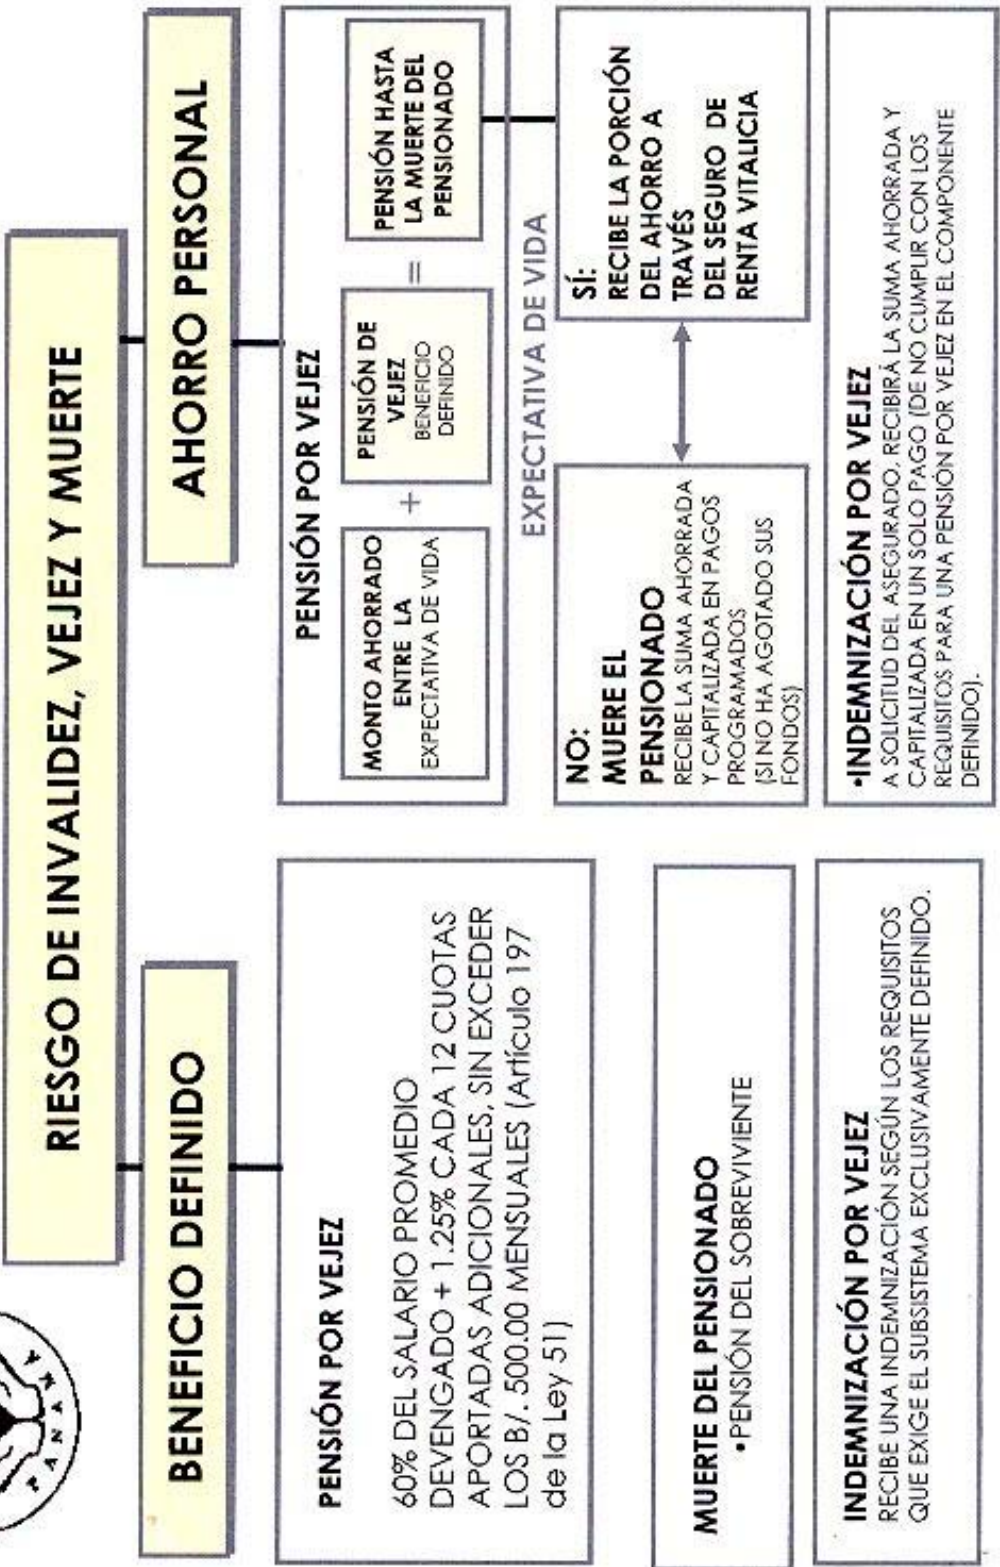 PANAMA
RIESGO DE INVALIDEZ, VEJEZ Y MUERTE
BENEFICIO DEFINIDO
PENSIÓN POR VEJEZ
60% DEL SALARIO PROMEDIO
DEVENGADO + 1.25% CADA 12 CUOTAS
APORTADAS ADICIONALES, SIN EXCEDER
LOS B/. 500.00 MENSUALES (Artículo 197
de la Ley 51)
MUERTE DEL PENSIONADO
•PENSIÓN DEL SOBREVIVIENTE
INDEMNIZACIÓN POR VEJEZ
RECIBE UNA INDEMNIZACIÓN SEGÚN LOS REQUISITOS
QUE EXIGE EL SUBSISTEMA EXCLUSIVAMENTE DEFINIDO.
AHORRO PERSONAL
PENSIÓN POR VEJEZ
MONTO AHORRADO
ENTRE LA
EXPECTATIVA DE VIDA
+
PENSIÓN DE
VEJEZ
BENEFICIO
DEFINIDO
=
PENSIÓN HASTA
LA MUERTE DEL
PENSIONADO
EXPECTATIVA DE VIDA
NO:
MUERE EL
PENSIONADO
RECIBE LA SUMA AHORRADA
Y CAPITALIZADA EN PAGOS
PROGRAMADOS
(SI NO HA AGOTADO SUS
FONDOS)
SÍ:
RECIBE LA PORCIÓN
DEL AHORRO A
TRAVÉS
DEL SEGURO DE
RENTA VITALICIA
•INDEMNIZACIÓN POR VEJEZ
A SOLICITUD DEL ASEGURADO, RECIBIRÁ LA SUMA AHORRADA Y
CAPITALIZADA EN UN SOLO PAGO (DE NO CUMPLIR CON LOS
REQUISITOS PARA UNA PENSIÓN POR VEJEZ EN EL COMPONENTE
DEFINIDO).